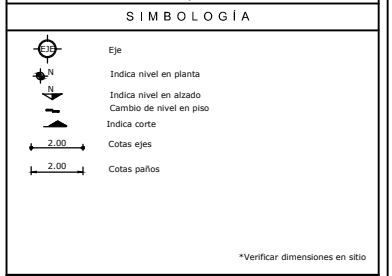 SIMBOLOGÍA
EJE Eje
N Indica nivel en planta
N Indica nivel en alzado
Cambio de nivel en piso
Indica corte
2.00 Cotas ejes
2.00 Cotas paños
*Verificar dimensiones en sitio